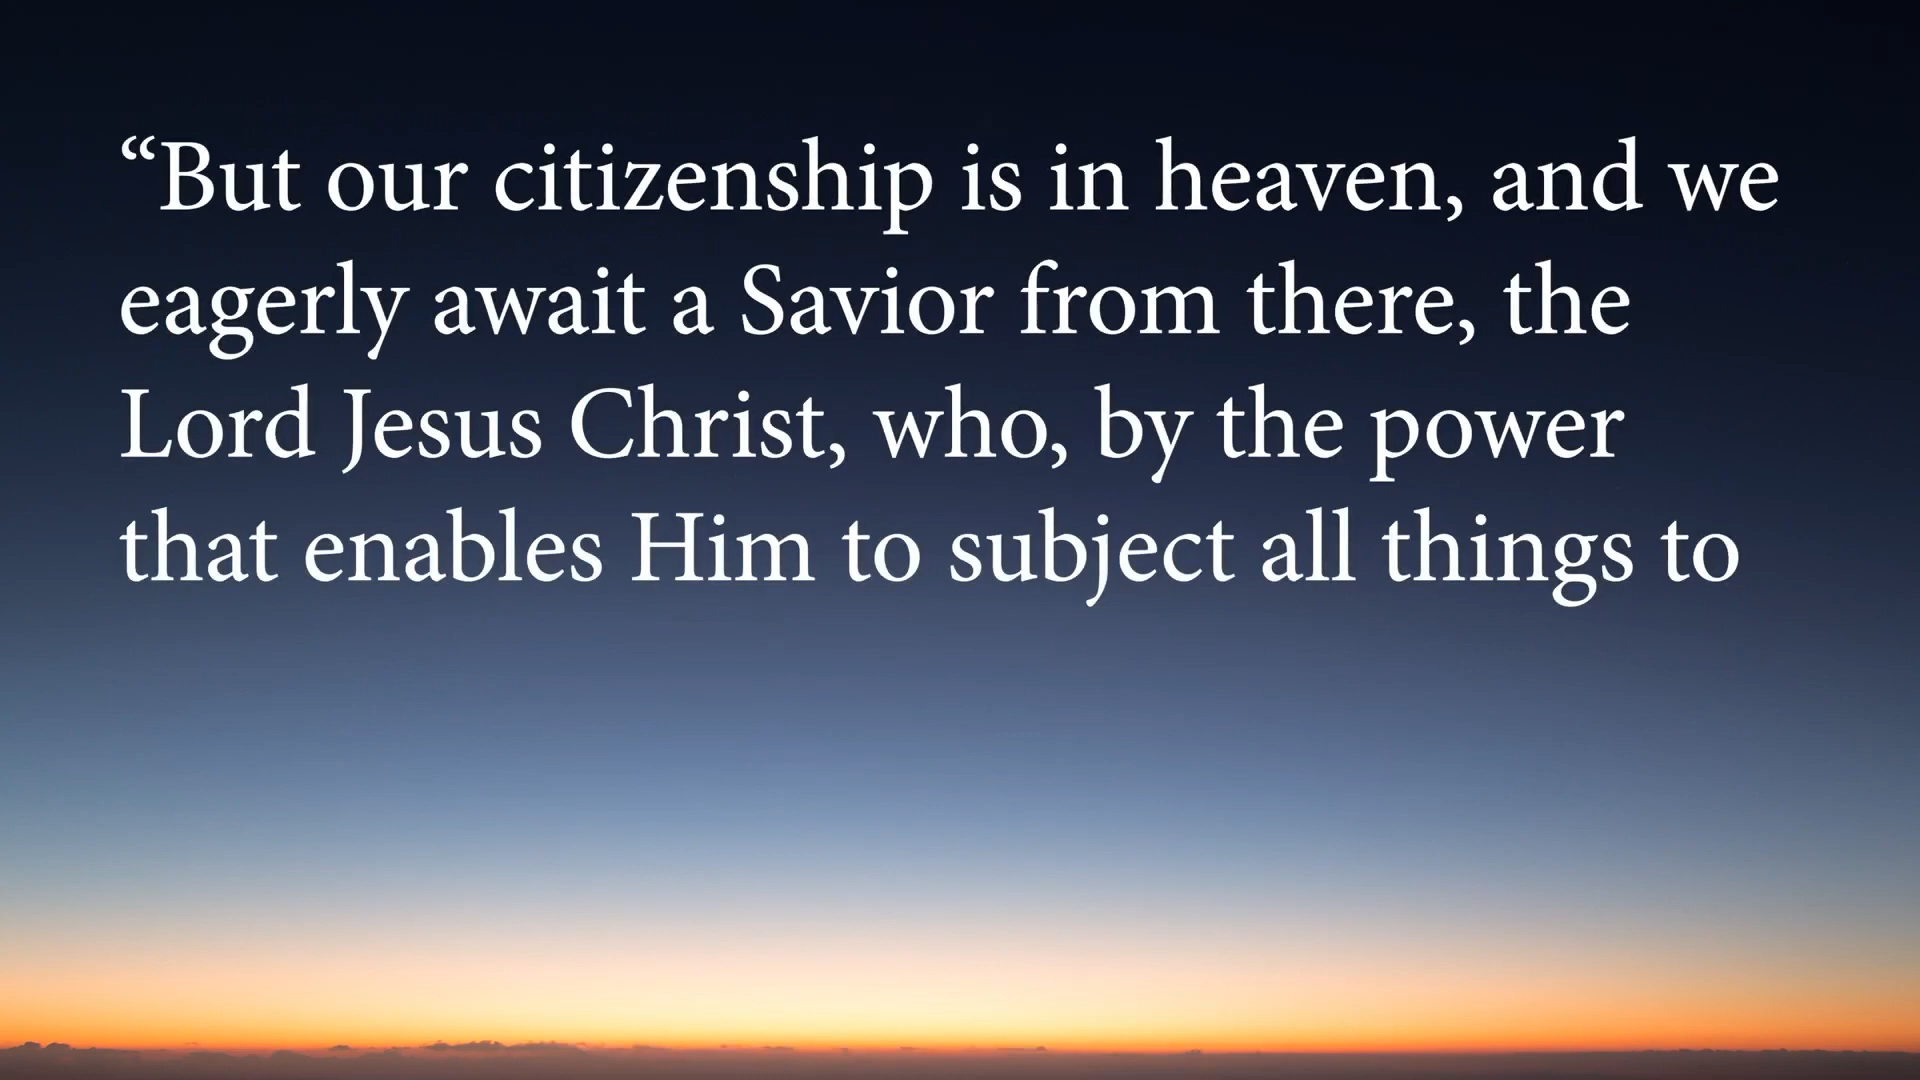 “But our citizenship is in heaven, and we
eagerly await a Savior from there, the
Lord Jesus Christ, who, by the power
that enables Him to subject all things to